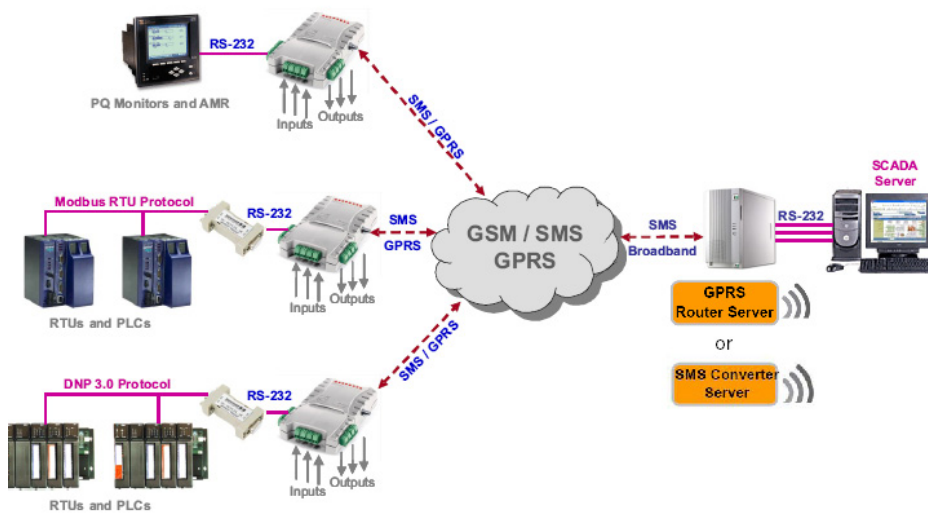 RS-232
PQ Monitors and AMR
Inputs
Outputs
SMS / GPRS
Modbus RTU Protocol
RS-232
SMS
GPRS
RTUs and PLCs
Inputs
Outputs
GSM / SMS
GPRS
SMS
Broadband
SCADA
Server
RS-232
GPRS
Router Server
or
SMS Converter
Server
SMS / GPRS
DNP 3.0 Protocol
RS-232
RTUs and PLCs
Inputs
Outputs